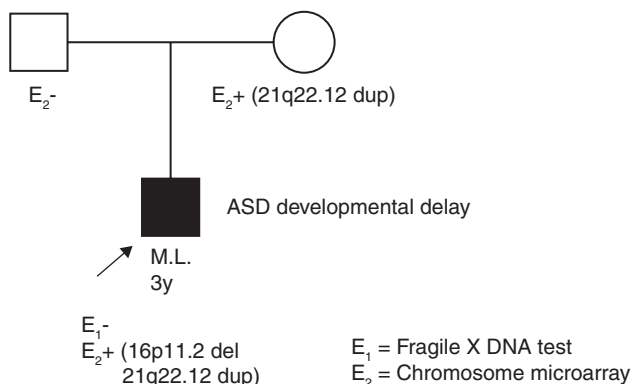 E₂-
E₂+ (21q22.12 dup)
ASD developmental delay
M.L.
3y
E₁-
E₂+ (16p11.2 del
21q22.12 dup)
E₁ = Fragile X DNA test
E₂ = Chromosome microarray